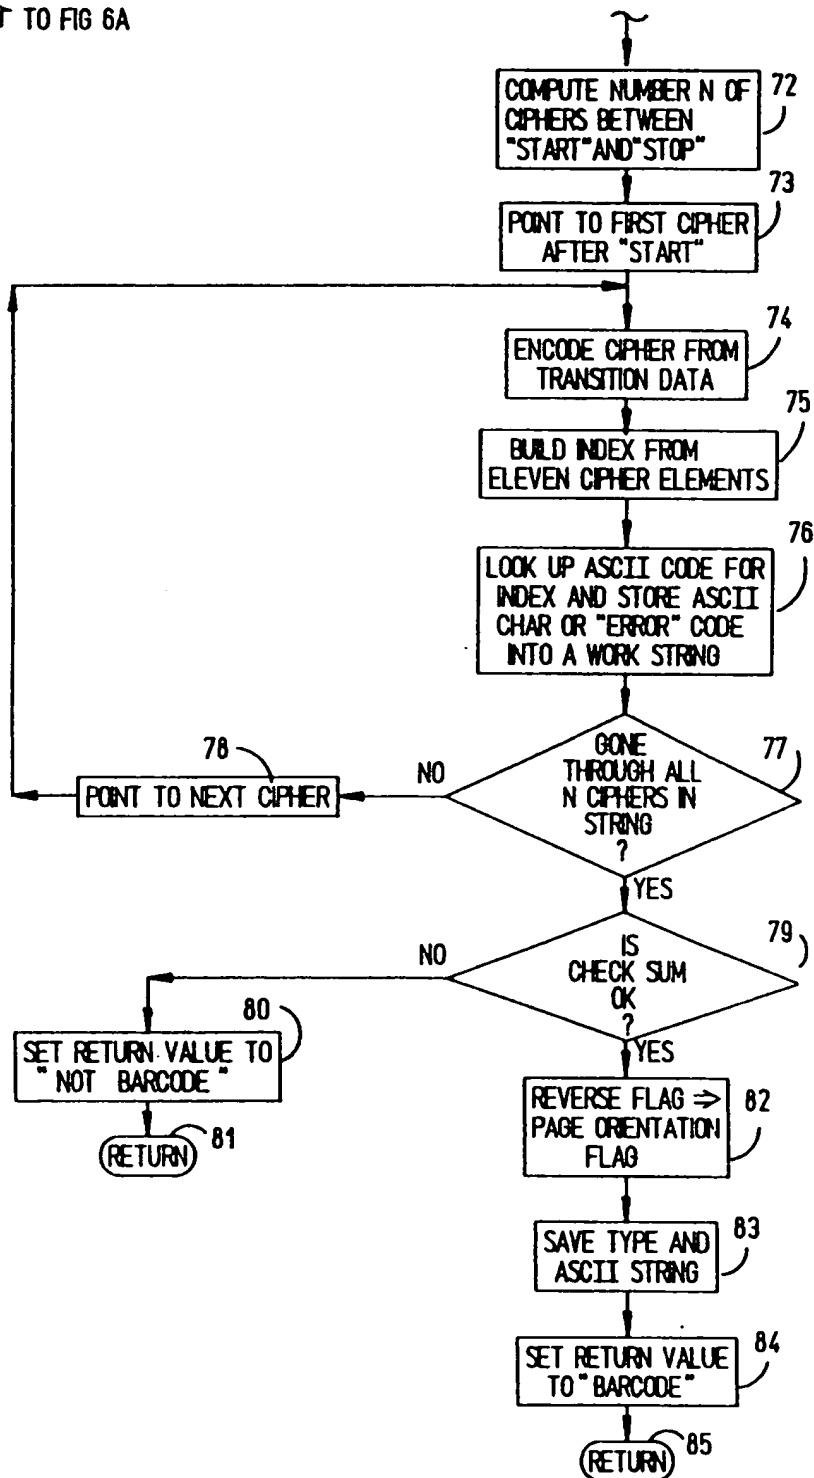 TO FIG 6A
COMPUTE NUMBER N OF
CIPHERS BETWEEN
"START" AND "STOP"
72
73
POINT TO FIRST CIPHER
AFTER "START"
74
ENCODE CIPHER FROM
TRANSITION DATA
75
BUILD INDEX FROM
ELEVEN CIPHER ELEMENTS
76
LOOK UP ASCII CODE FOR
INDEX AND STORE ASCII
CHAR OR "ERROR" CODE
INTO A WORK STRING
GONE
THROUGH ALL
N CIPHERS IN
STRING
?
77
NO
78
POINT TO NEXT CIPHER
YES
IS
CHECK SUM
OK
?
79
NO
80
SET RETURN VALUE TO
"NOT BARCODE"
RETURN
81
YES
REVERSE FLAG ⇒
PAGE ORIENTATION
FLAG
82
SAVE TYPE AND
ASCII STRING
83
SET RETURN VALUE
TO "BARCODE"
84
RETURN
85